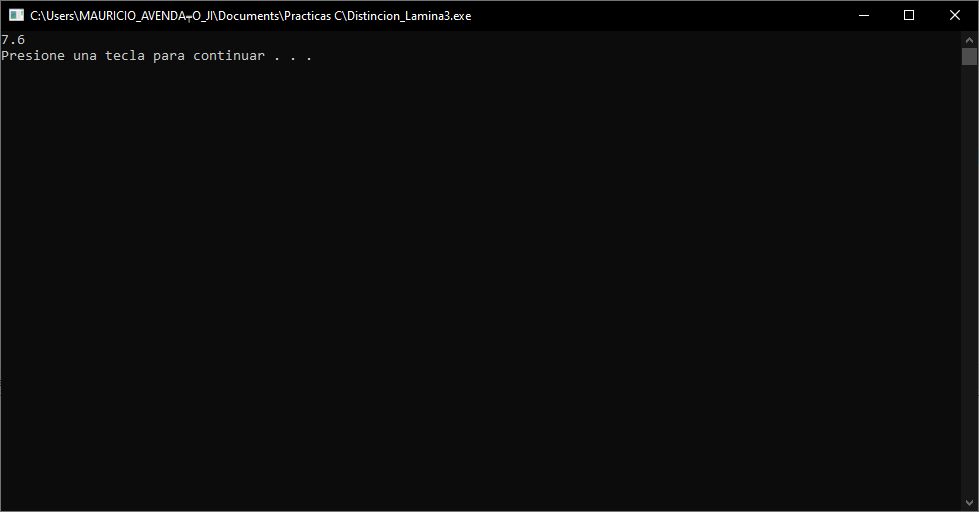 C:\Users\MAURICIO_AVENDA╤O_JI\Documents\Practicas C\Distincion_Lamina3.exe
7.6
Presione una tecla para continuar . . .